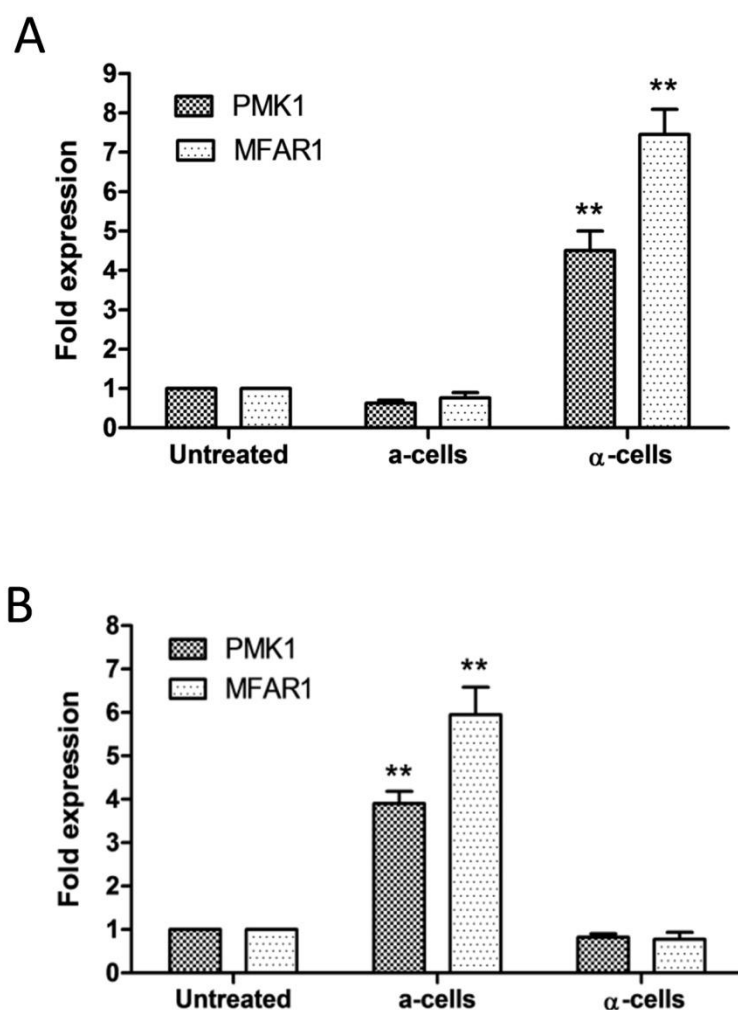 A
Fold expression
9
8
7
6
5
4
3
2
1
0
PMK1
MFAR1
**
**
Untreated a-cells α-cells
B
Fold expression
8
7
6
5
4
3
2
1
0
PMK1
MFAR1
**
**
Untreated a-cells α-cells